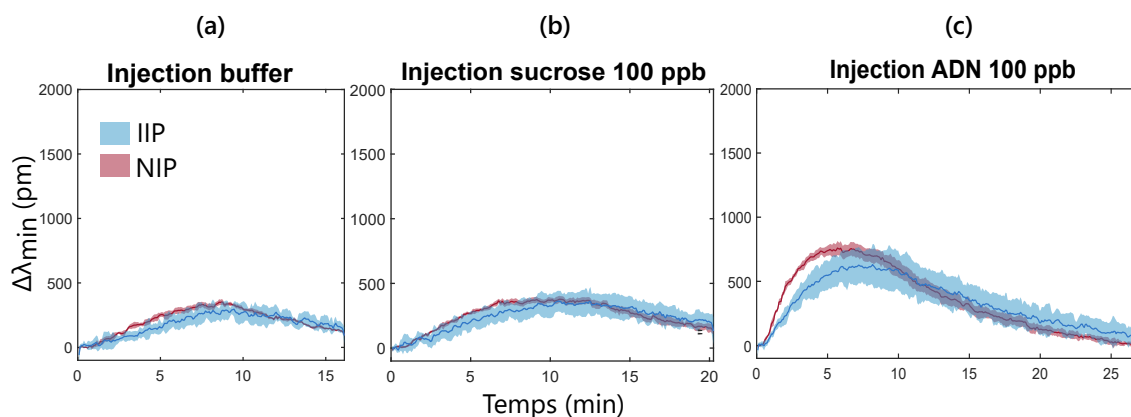 (a)
Injection buffer
2000
1500
1000
500
0
0 5 10 15
IIP
NIP
Δλmin (pm)
(b)
Injection sucrose 100 ppb
2000
1500
1000
500
0
0 5 10 15 20
Temps (min)
(c)
Injection ADN 100 ppb
2000
1500
1000
500
0
0 5 10 15 20 25